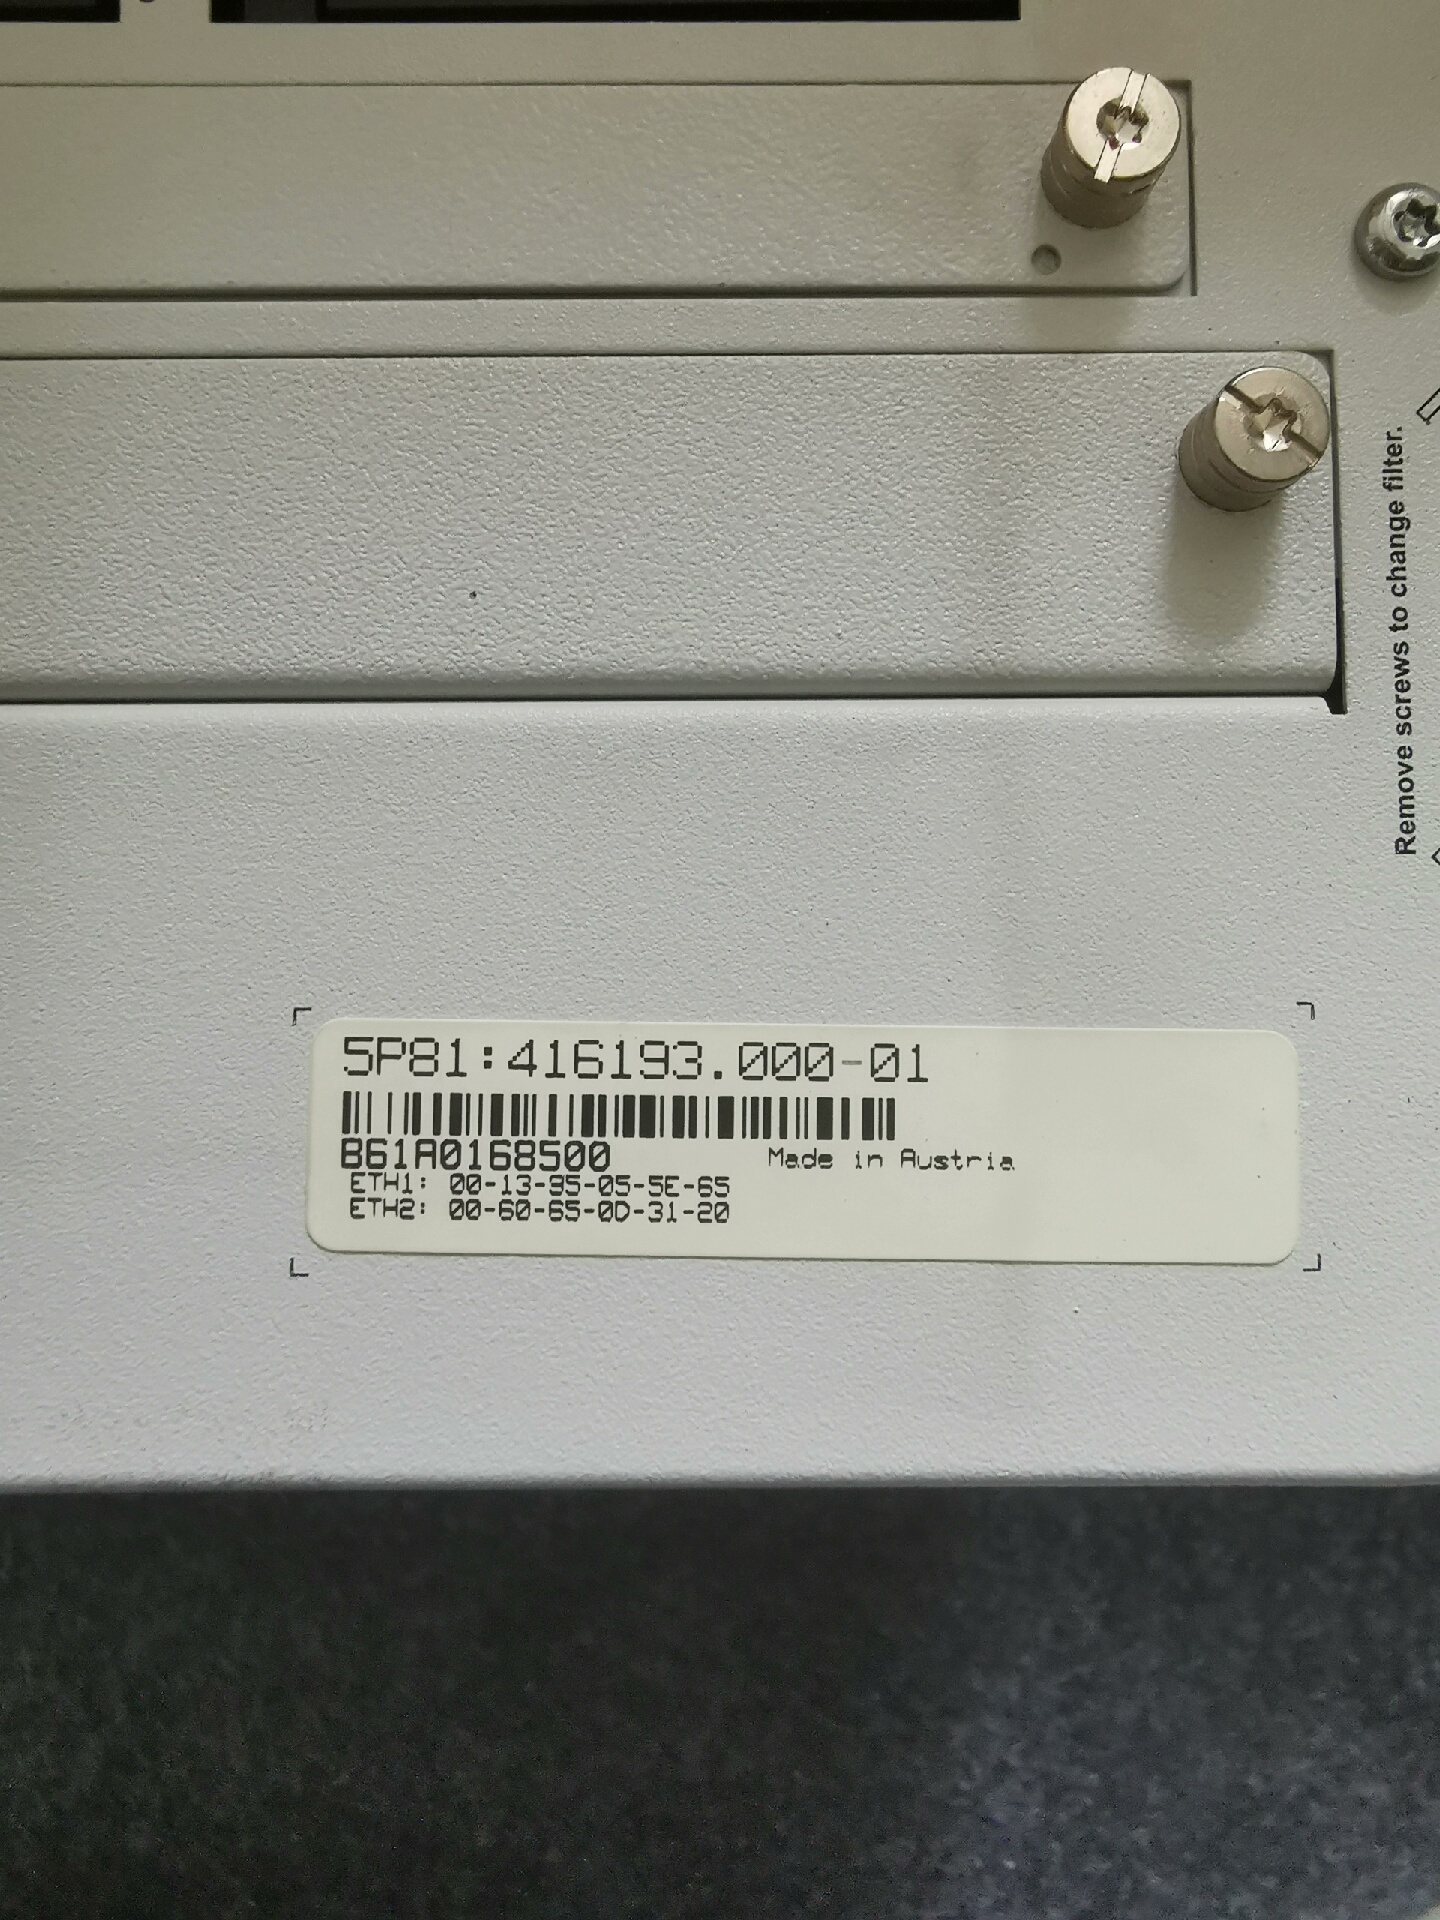 5P81:416193.000-01
B61A0168500
Made in Austria
ETH1: 00-13-95-05-5E-65
ETH2: 00-60-65-0D-31-20
Remove screws to change filter.